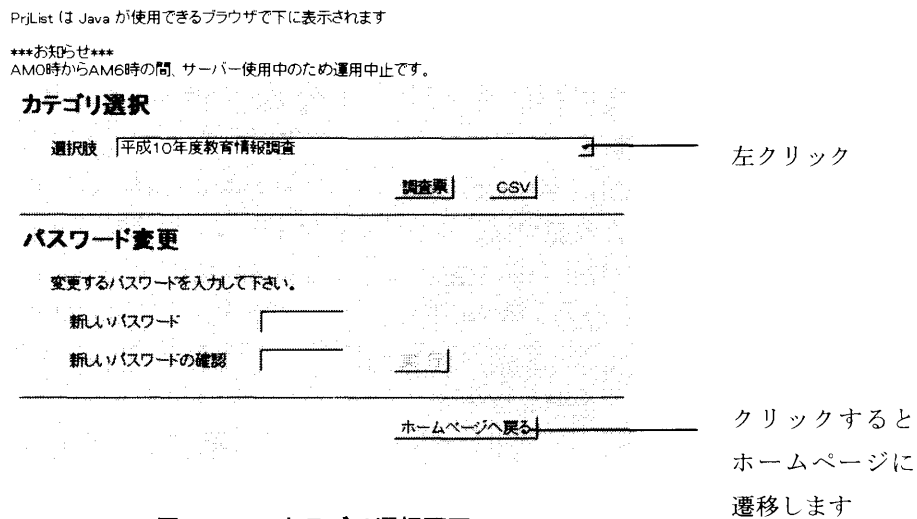 PrjList は Java が使用できるブラウザで下に表示されます
***お知らせ***
AM0時からAM6時の間、サーバー使用中のため運用中止です。
カテゴリ選択
選択肢 平成10年度教育情報調査
左クリック
調査票 CSV
パスワード変更
変更するパスワードを入力して下さい。
新しいパスワード
新しいパスワードの確認 実 行
ホームページへ戻る
クリックすると
ホームページに
遷移します